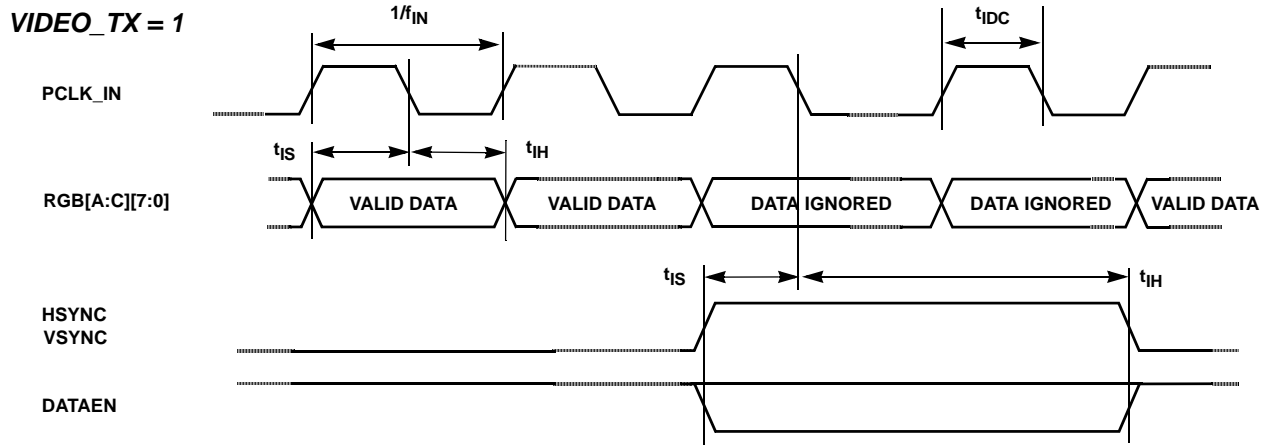 VIDEO_TX = 1
1/fIN
tIDC
PCLK_IN
tIS
tIH
RGB[A:C][7:0]
VALID DATA
VALID DATA
DATA IGNORED
DATA IGNORED
VALID DATA
tIS
tIH
HSYNC
VSYNC
DATAEN